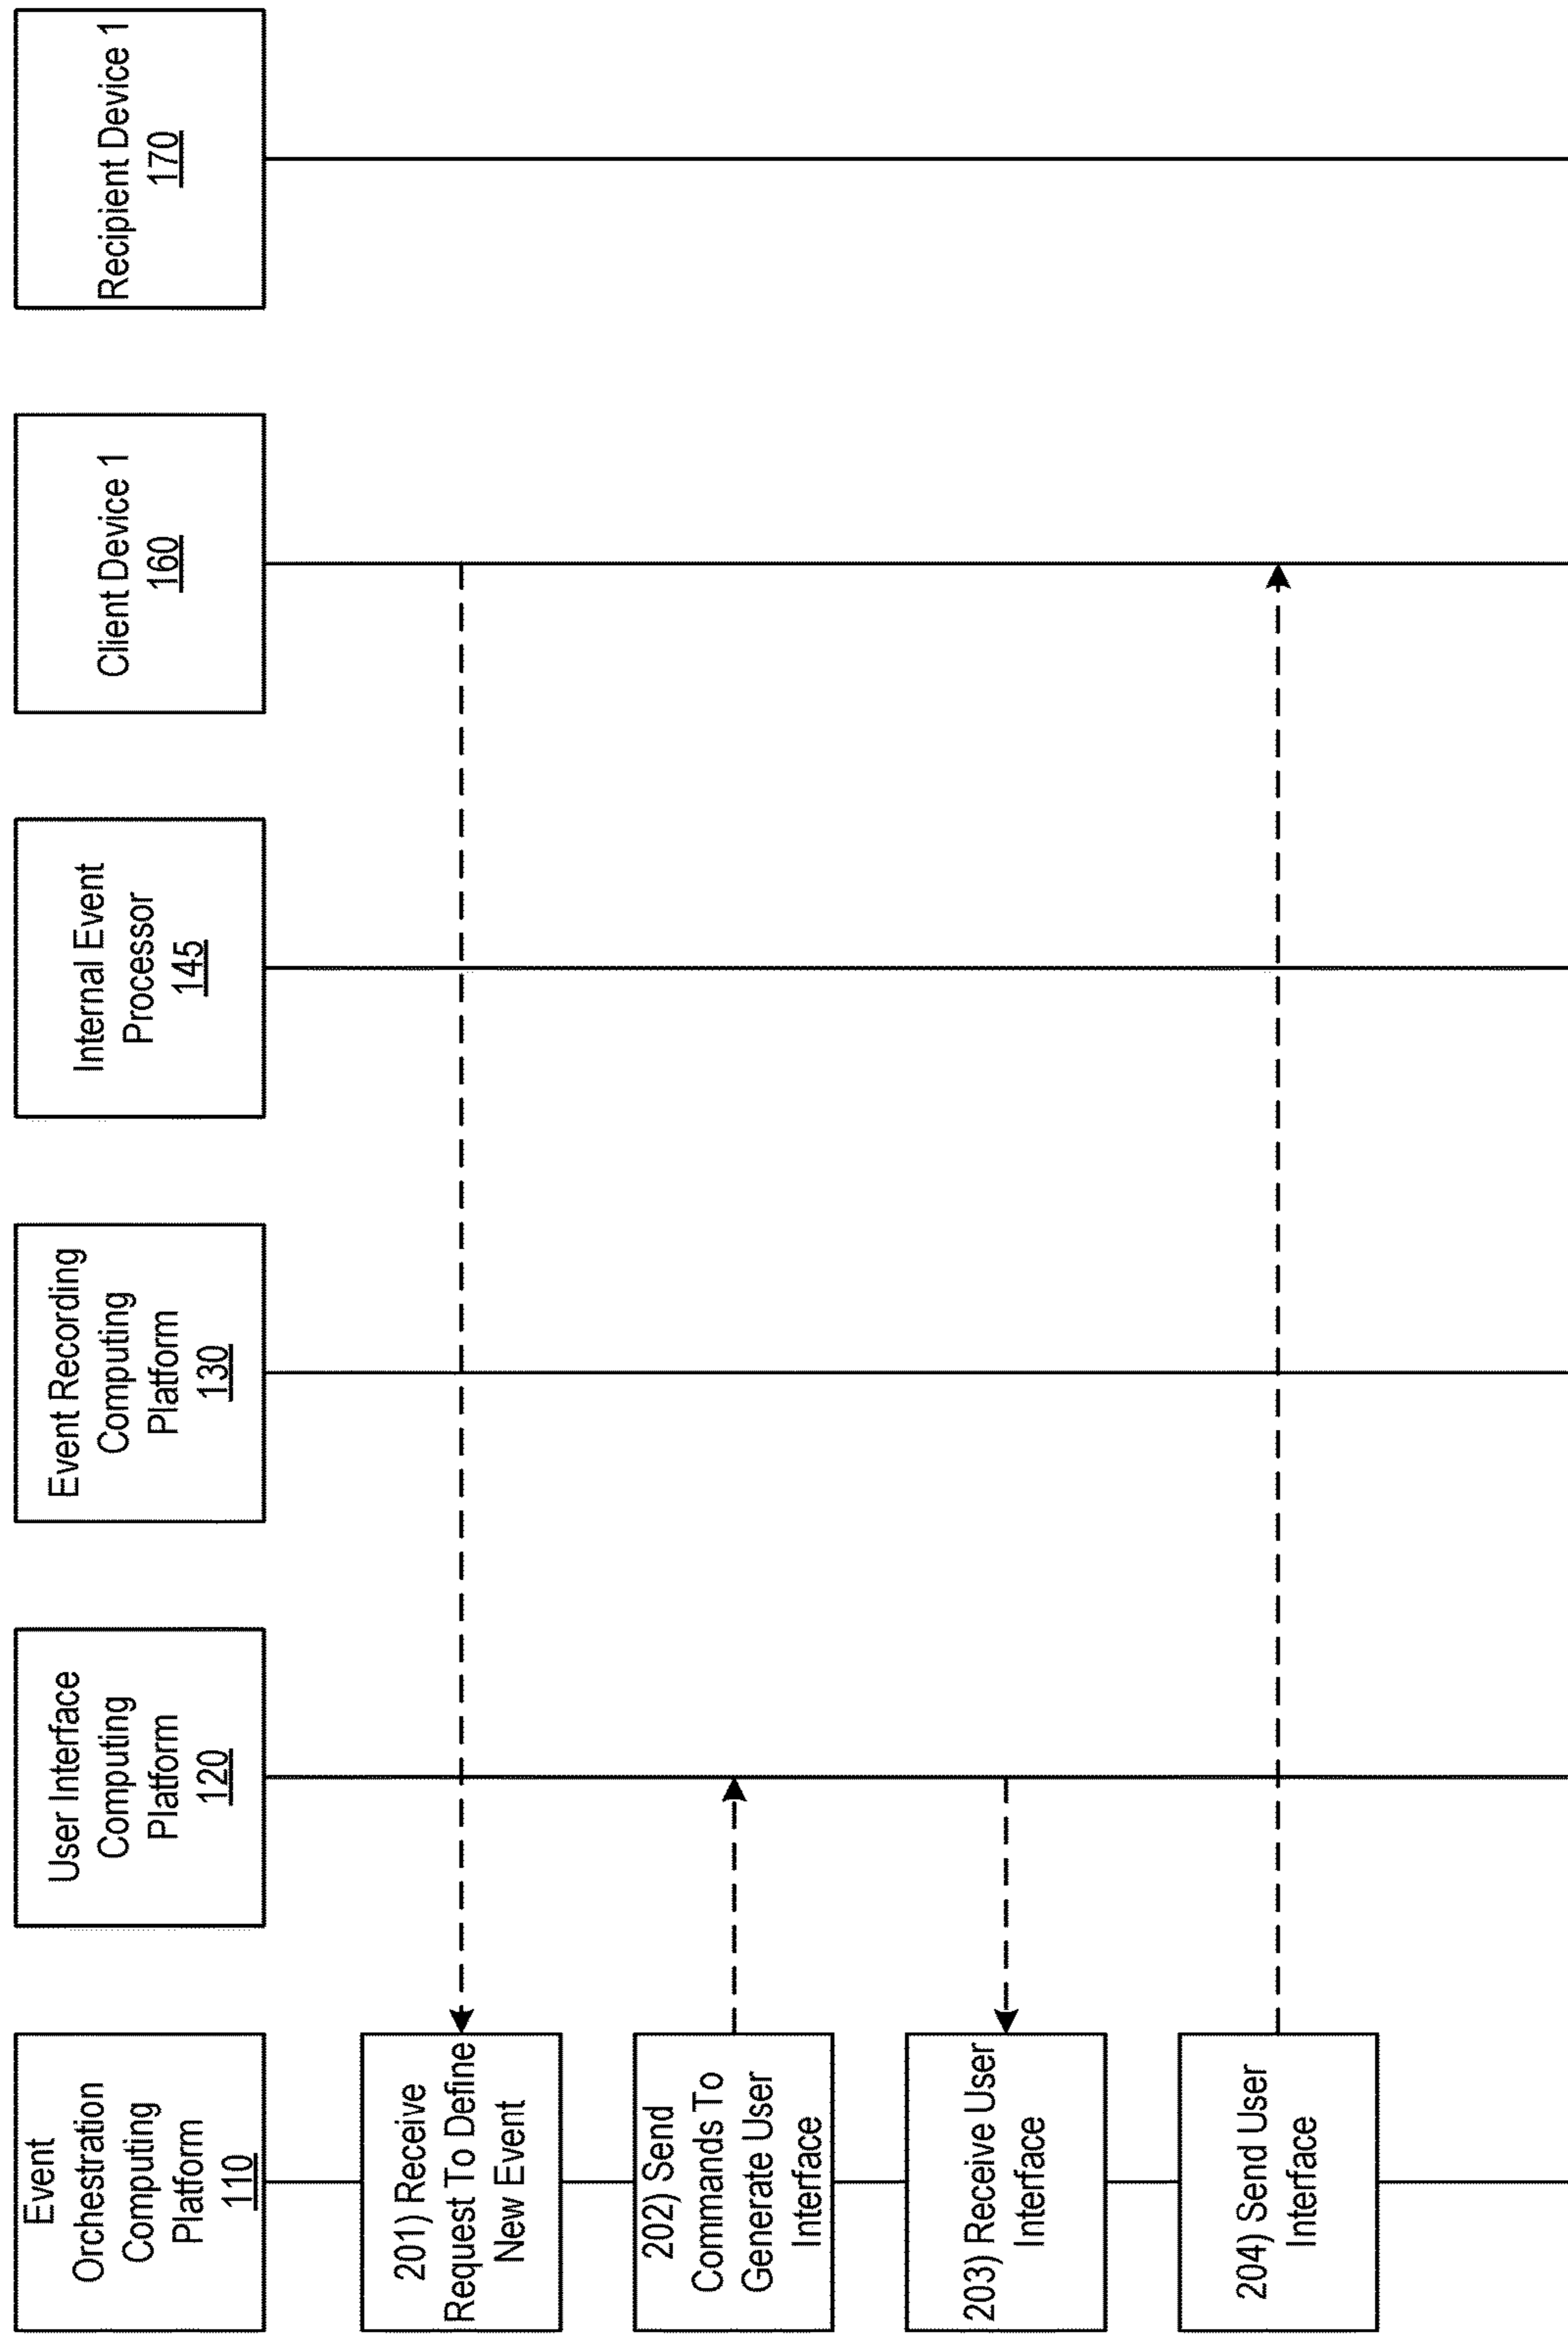 Event
Orchestration
Computing
Platform
110
User Interface
Computing
Platform
120
Event Recording
Computing
Platform
130
Internal Event
Processor
145
Client Device 1
160
Recipient Device 1
170
201) Receive
Request To Define
New Event
202) Send
Commands To
Generate User
Interface
203) Receive User
Interface
204) Send User
Interface